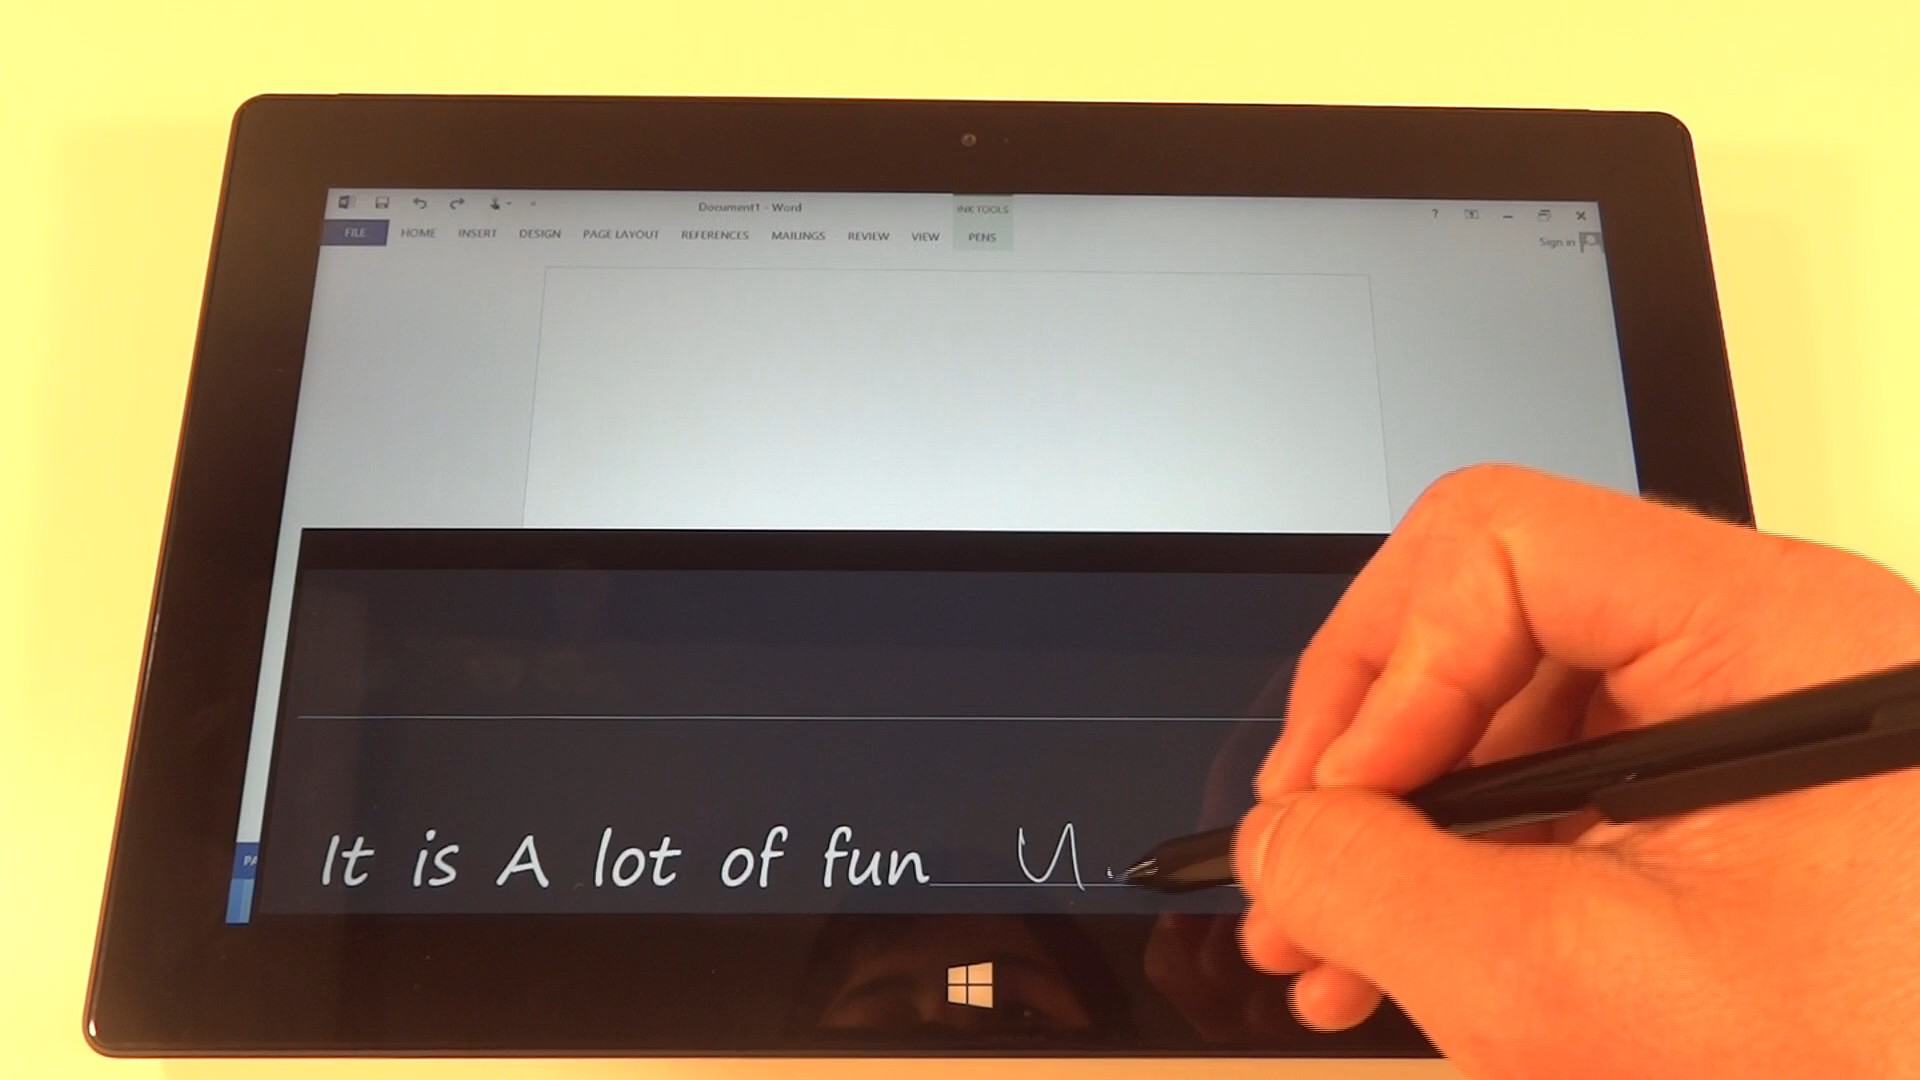 Document1 - Word
INK TOOLS
?
FILE HOME INSERT DESIGN PAGE LAYOUT REFERENCES MAILINGS REVIEW VIEW PENS
Sign in
PA
It is A lot of fun U